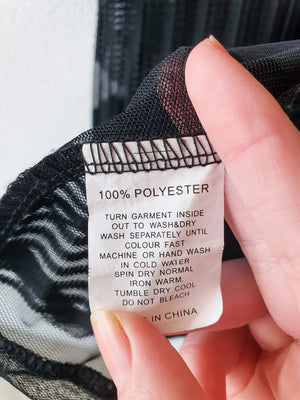 100% POLYESTER
TURN GARMENT INSIDE
OUT TO WASH&DRY
WASH SEPARATELY UNTIL
COLOUR FAST
MACHINE OR HAND WASH
IN COLD WATER
SPIN DRY NORMAL
IRON WARM
TUMBLE DRY COOL
DO NOT BLEACH
IN CHINA